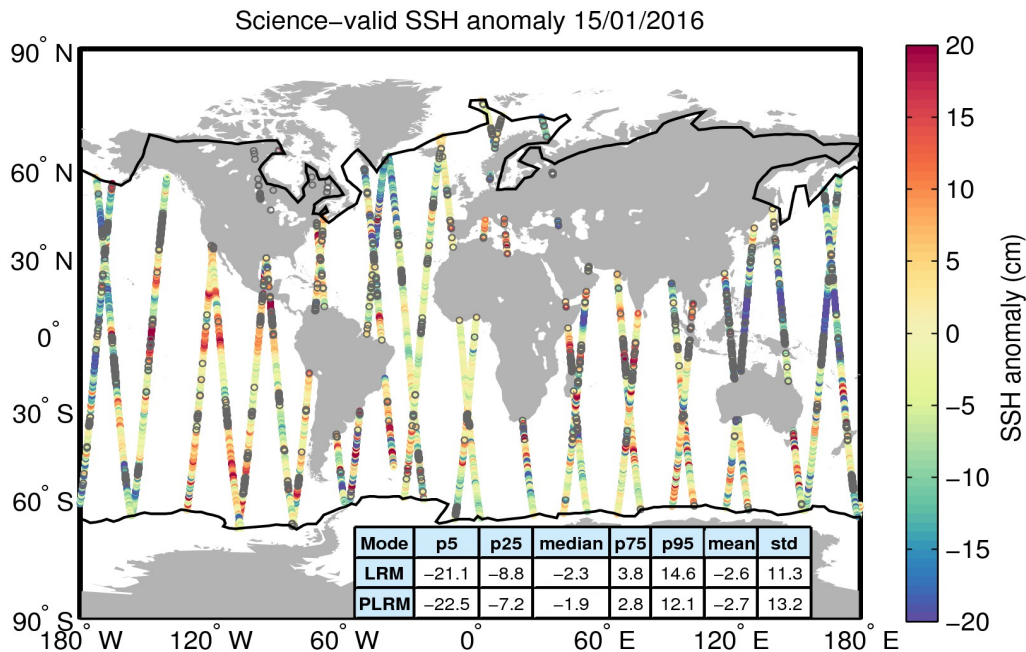 Science−valid SSH anomaly 15/01/2016
90° N
60° N
30° N
0°
30° S
60° S
90° S
180° W
120° W
60° W
0°
60° E
120° E
180° E
Mode p5 p25 median p75 p95 mean std
LRM −21.1 −8.8 −2.3 3.8 14.6 −2.6 11.3
PLRM −22.5 −7.2 −1.9 2.8 12.1 −2.7 13.2
20
15
10
5
0
−5
−10
−15
−20
SSH anomaly (cm)